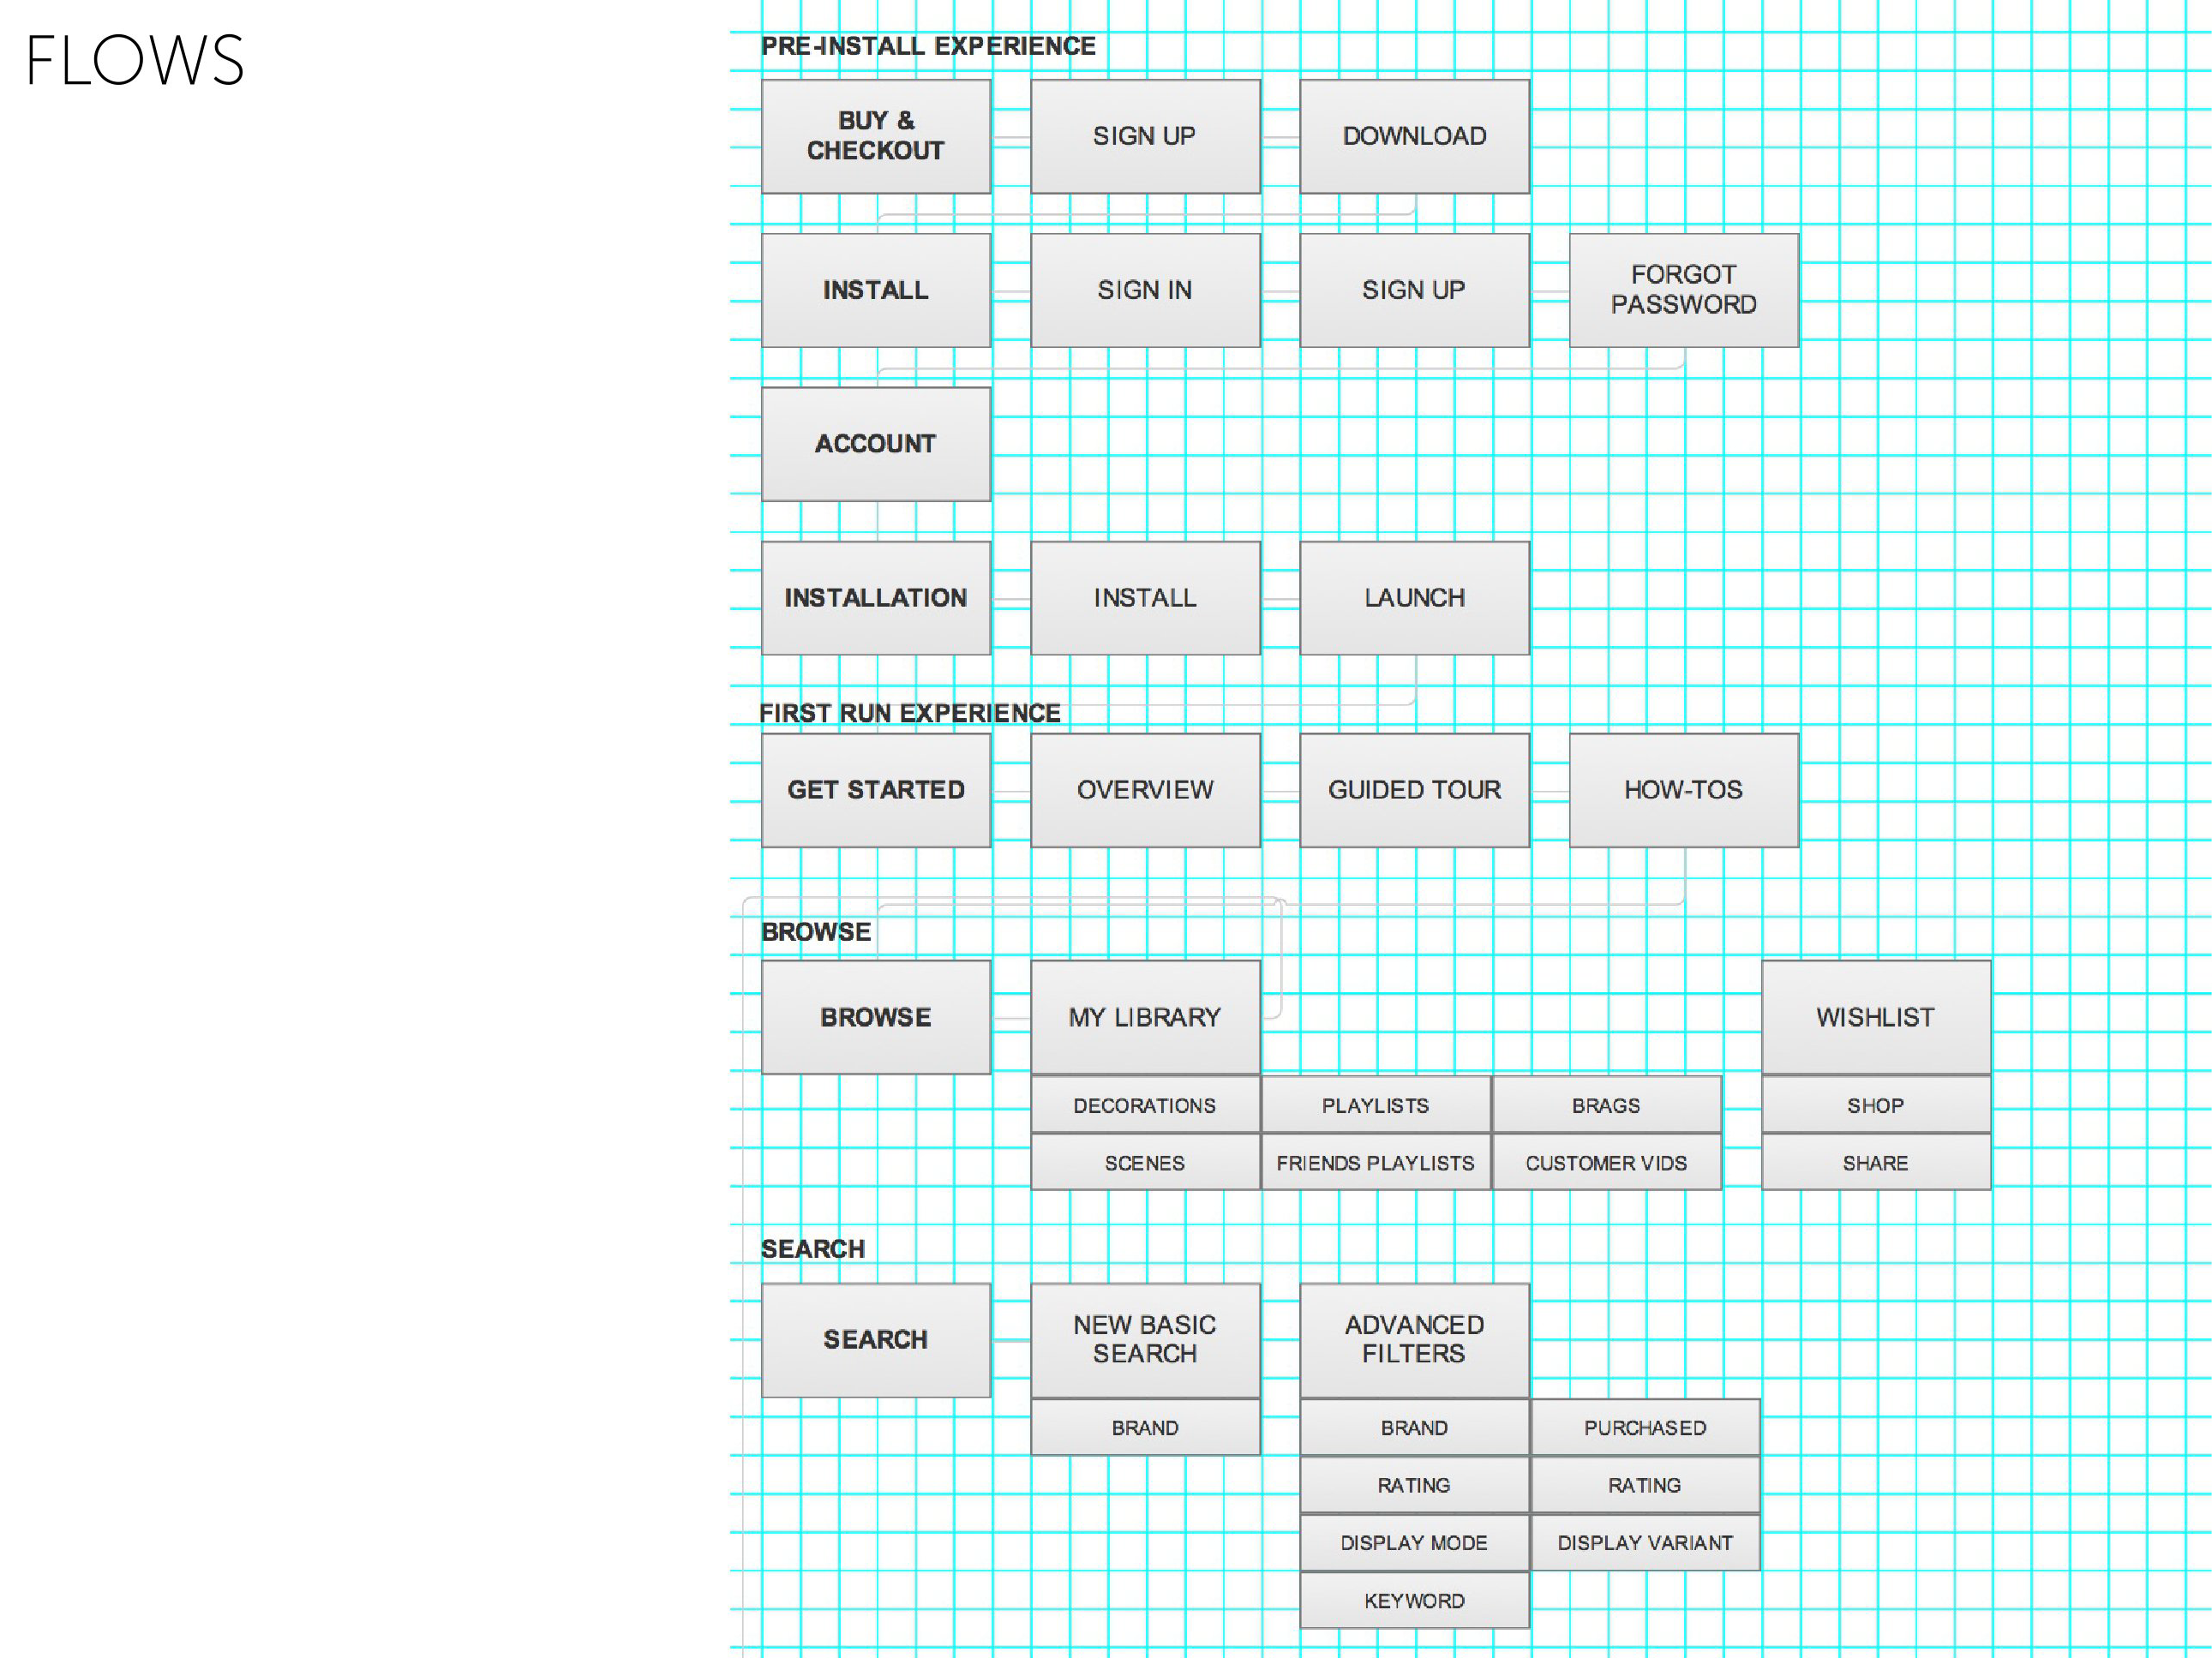 FLOWS
PRE-INSTALL EXPERIENCE
BUY &
CHECKOUT
SIGN UP
DOWNLOAD
INSTALL
SIGN IN
SIGN UP
FORGOT
PASSWORD
ACCOUNT
INSTALLATION
INSTALL
LAUNCH
FIRST RUN EXPERIENCE
GET STARTED
OVERVIEW
GUIDED TOUR
HOW-TOS
BROWSE
BROWSE
MY LIBRARY
WISHLIST
DECORATIONS
PLAYLISTS
BRAGS
SHOP
SCENES
FRIENDS PLAYLISTS
CUSTOMER VIDS
SHARE
SEARCH
SEARCH
NEW BASIC
SEARCH
ADVANCED
FILTERS
BRAND
BRAND
PURCHASED
RATING
RATING
DISPLAY MODE
DISPLAY VARIANT
KEYWORD